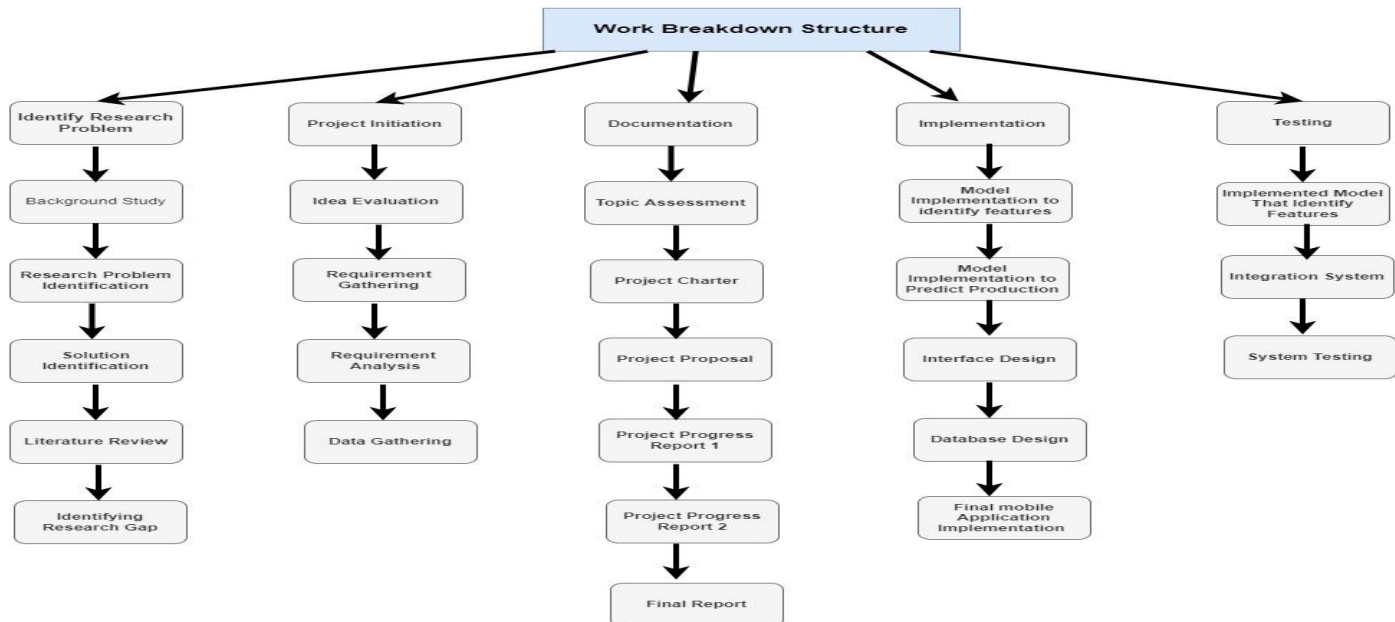 Work Breakdown Structure
Identify Research
Problem
Background Study
Research Problem
Identification
Solution
Identification
Literature Review
Identifying
Research Gap
Project Initiation
Idea Evaluation
Requirement
Gathering
Requirement
Analysis
Data Gathering
Documentation
Topic Assessment
Project Charter
Project Proposal
Project Progress
Report 1
Project Progress
Report 2
Final Report
Implementation
Model
Implementation to
identify features
Model
Implementation to
Predict Production
Interface Design
Database Design
Final mobile
Application
Implementation
Testing
Implemented Model
That Identify
Features
Integration System
System Testing